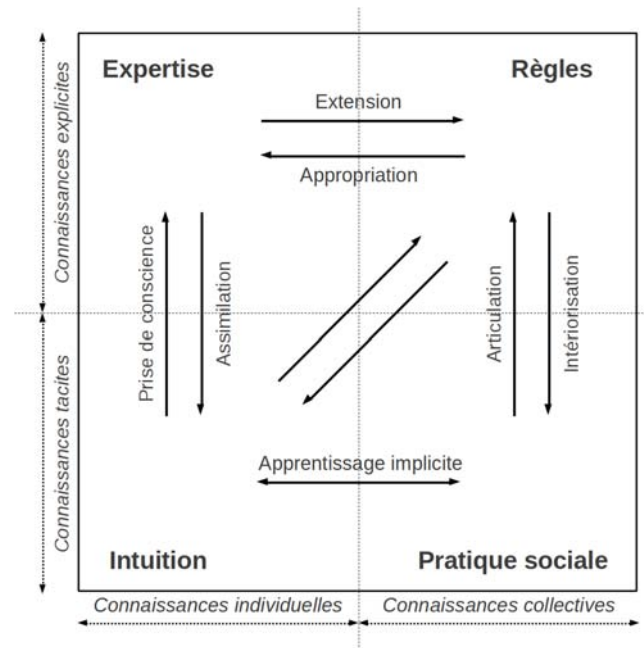 Expertise
Règles
Extension
Appropriation
Connaissances explicites
Prise de conscience
Assimilation
Articulation
Intériorisation
Connaissances tacites
Apprentissage implicite
Intuition
Pratique sociale
Connaissances individuelles
Connaissances collectives